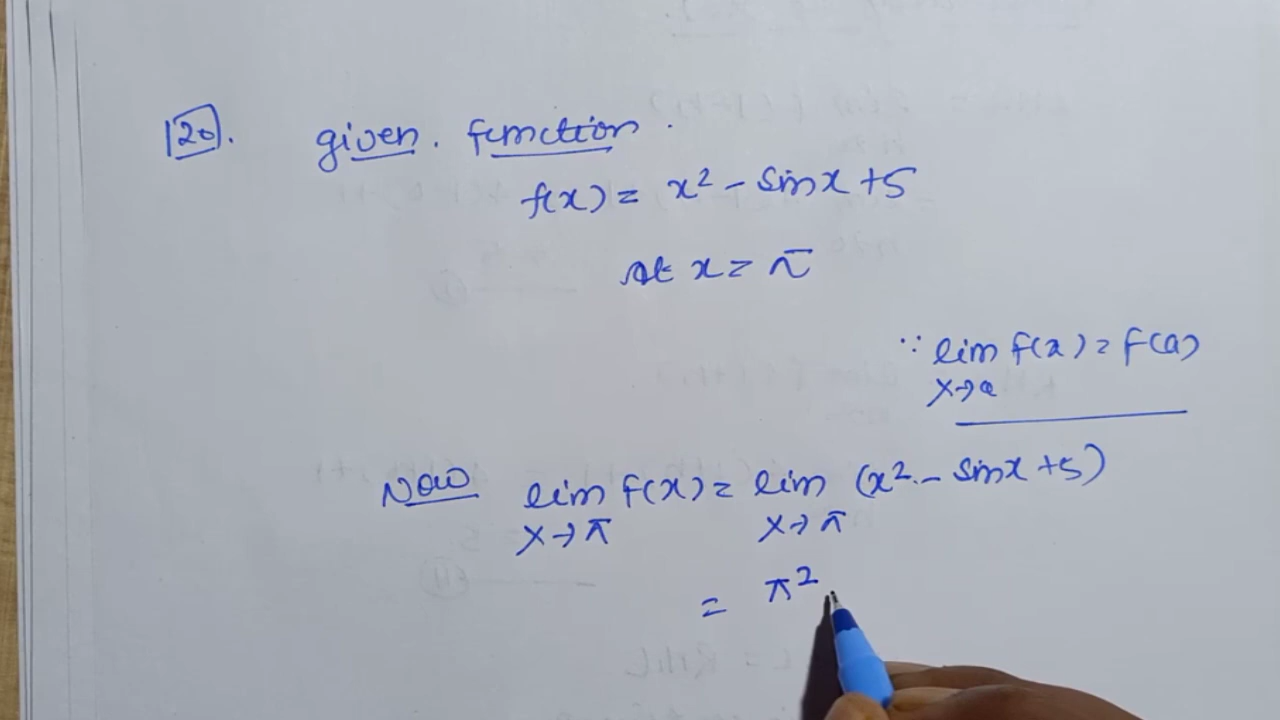 20. given. function.
f(x) = x² - sinx + 5
at x = π
∵ lim f(x) = f(a)
x→a
Now lim f(x) = lim (x² - sinx + 5)
x→π x→π
= π²